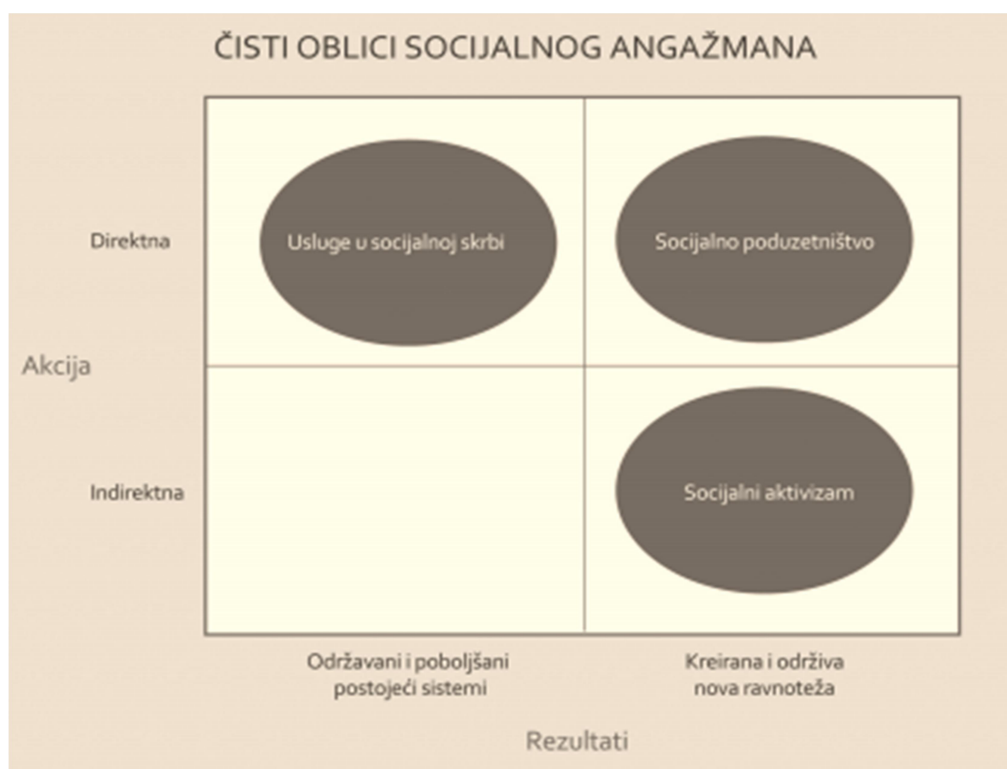 ČISTI OBLICI SOCIJALNOG ANGAŽMANA
Direktna
Usluge u socijalnoj skrbi
Socijalno poduzetništvo
Akcija
Indirektna
Socijalni aktivizam
Održavani i poboljšani
postojeći sistemi
Kreirana i održiva
nova ravnoteža
Rezultati